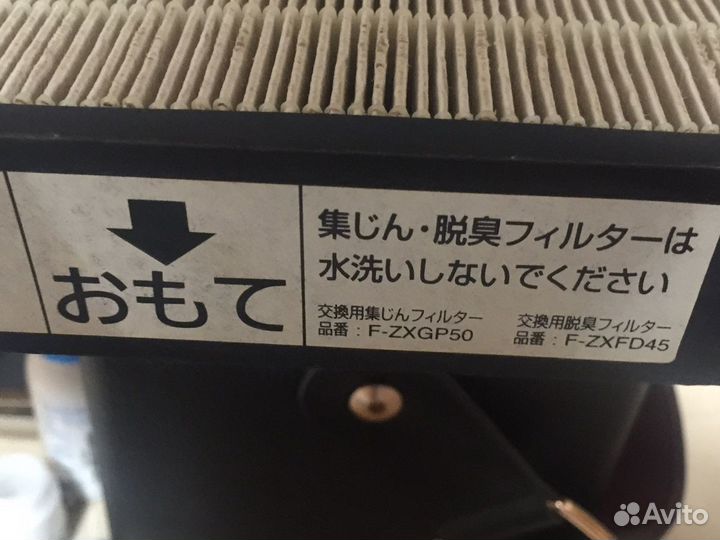 おもて
集じん・脱臭フィルターは
水洗いしないでください
交換用集じんフィルター
品番：F-ZXGP50
交換用脱臭フィルター
品番：F-ZXFD45
Avito